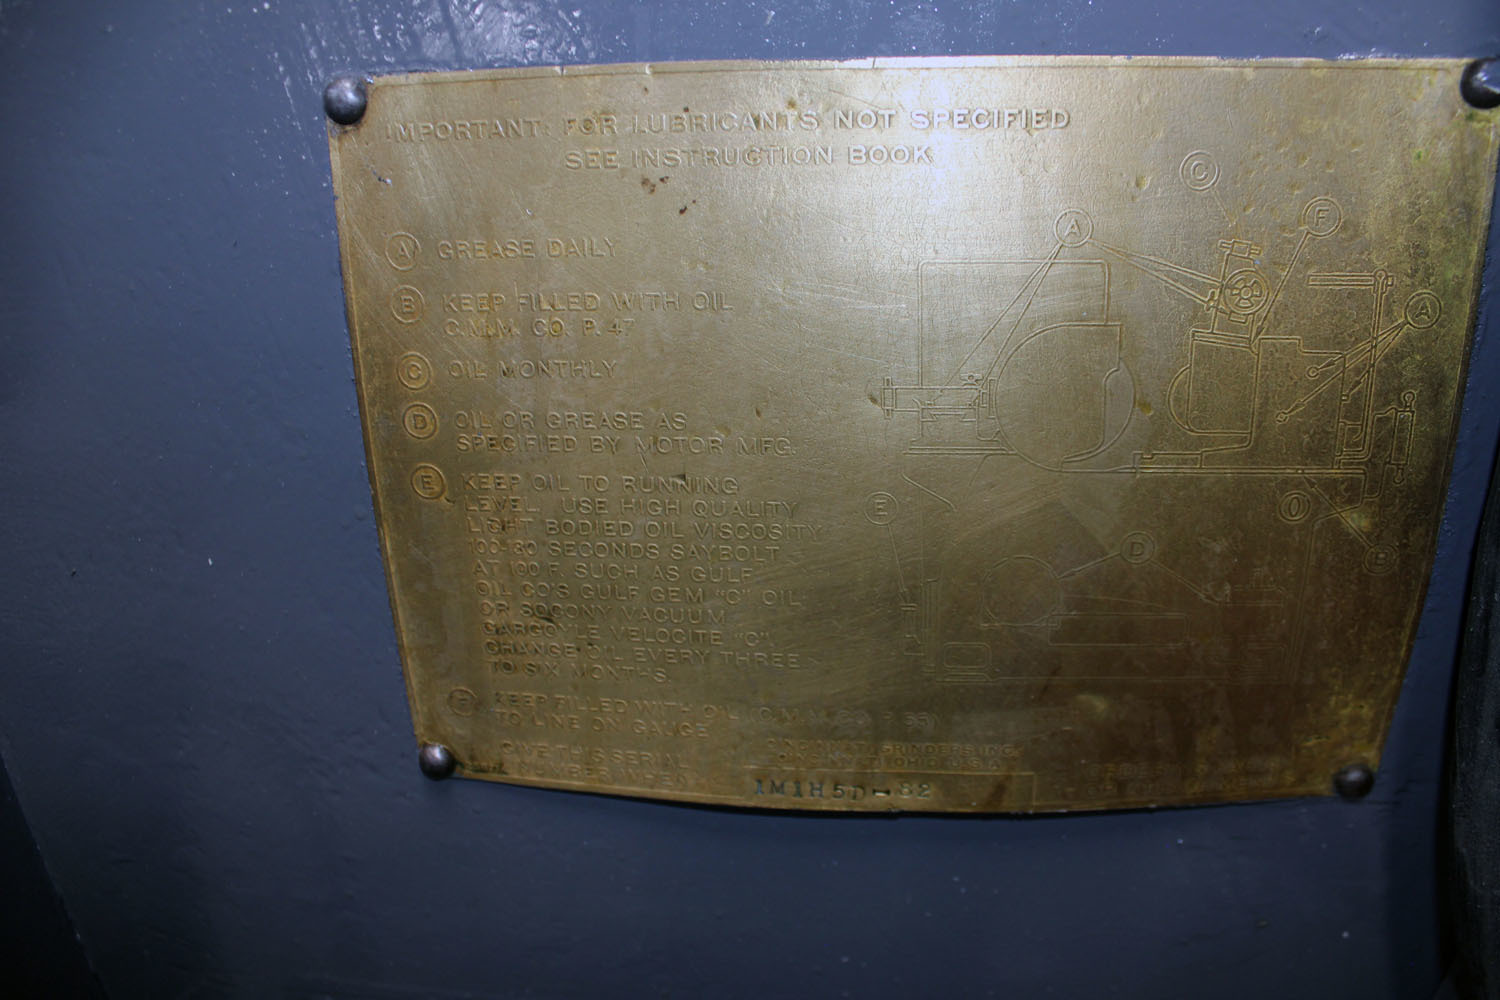 IMPORTANT: FOR LUBRICANTS NOT SPECIFIED
SEE INSTRUCTION BOOK
A GREASE DAILY
B KEEP FILLED WITH OIL
C.M.M. CO. P. 47
C OIL MONTHLY
D OIL OR GREASE AS
SPECIFIED BY MOTOR MFG.
E KEEP OIL TO RUNNING
LEVEL. USE HIGH QUALITY
LIGHT BODIED OIL VISCOSITY
SECONDS SAYBOLT
AT 100 F. SUCH AS GULF
OIL CO'S GULF GEM "C" OIL
OR SOCONY VACUUM
GARGOYLE VELOCITE "C".
CHANGE OIL EVERY THREE
TO SIX MONTHS.
F KEEP FILLED WITH OIL
TO LINE ON GAUGE
C
A
F
A
E
D
B
GIVE THIS SERIAL
NUMBER WHEN
GRINDERS INC.
OHIO U.S.A.
1M1H5D-82